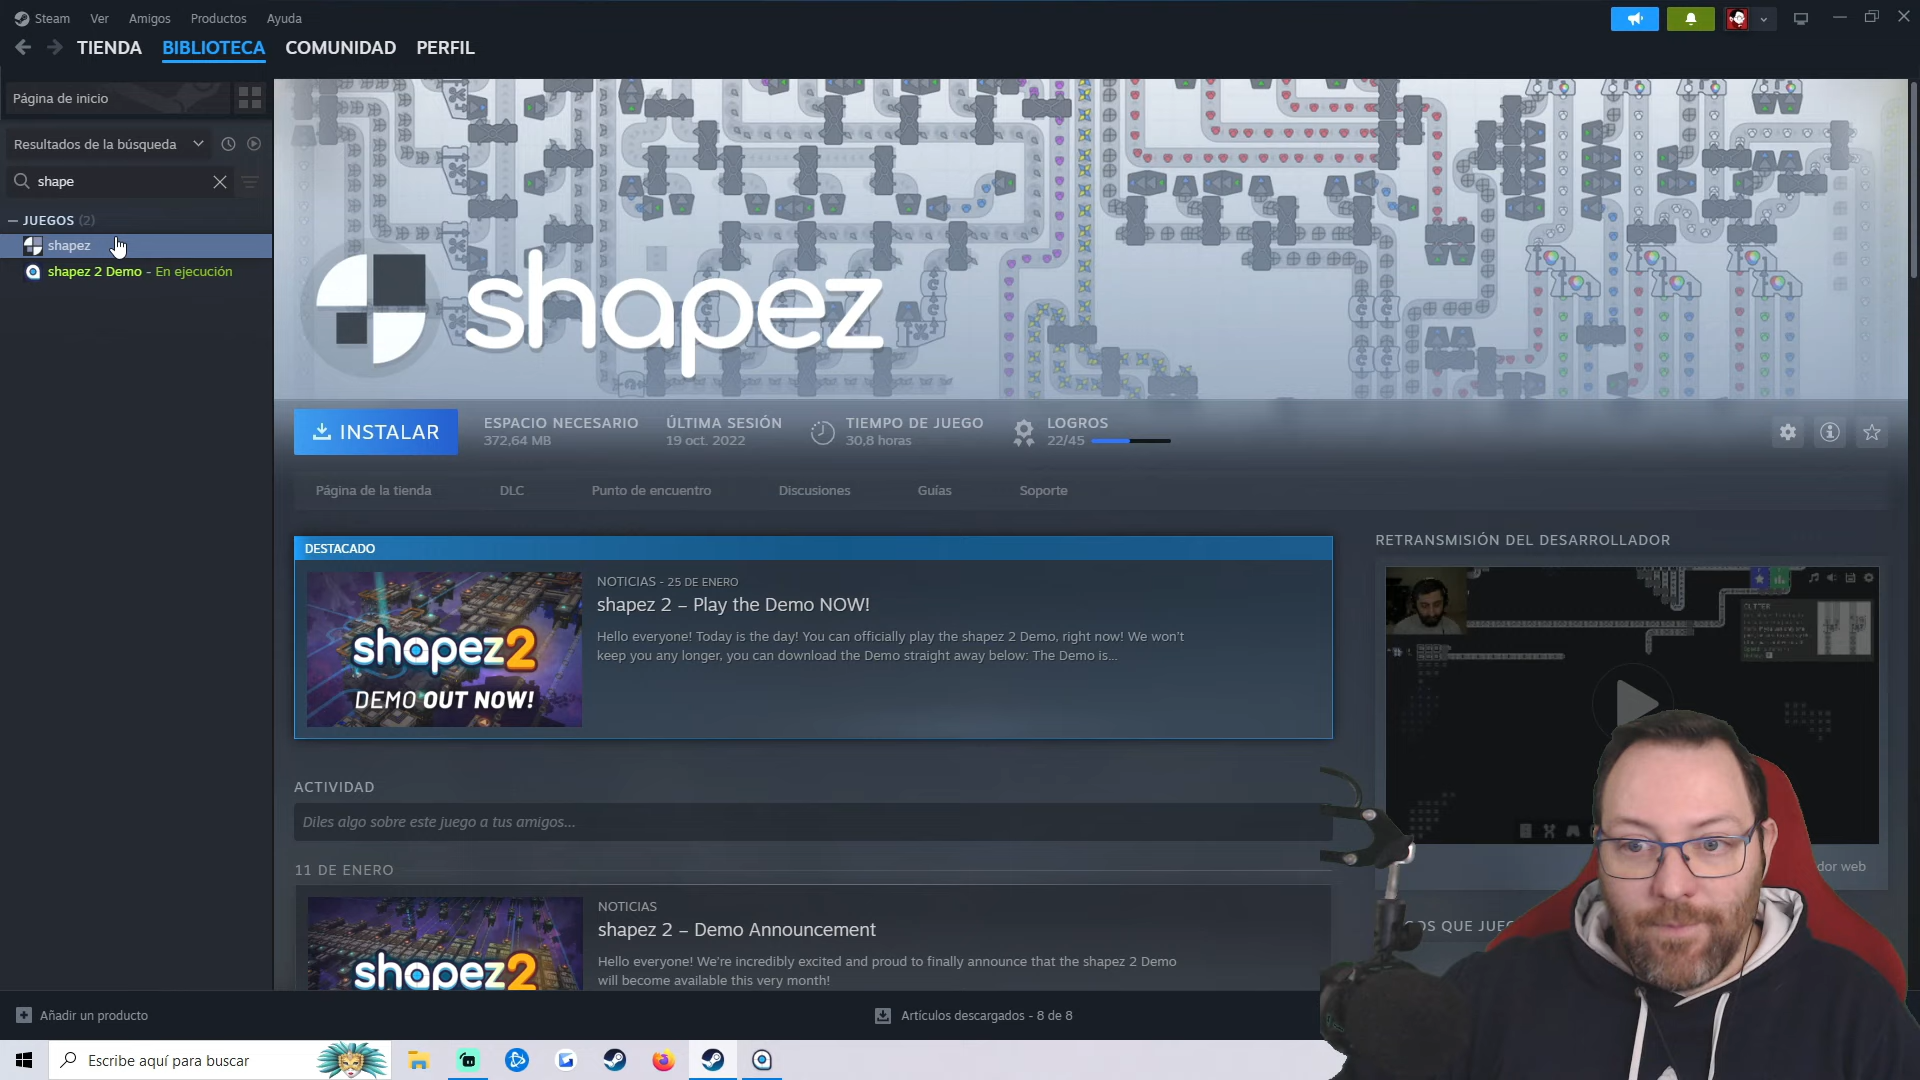 Steam Ver Amigos Productos Ayuda
TIENDA BIBLIOTECA COMUNIDAD PERFIL
Página de inicio
Resultados de la búsqueda
shape
— JUEGOS (2)
shapez
shapez 2 Demo - En ejecución
shapez
INSTALAR
ESPACIO NECESARIO
372,64 MB
ÚLTIMA SESIÓN
19 oct. 2022
TIEMPO DE JUEGO
30,8 horas
LOGROS
22/45
Página de la tienda DLC Punto de encuentro Discusiones Guías Soporte
DESTACADO
shapez2
DEMO OUT NOW!
NOTICIAS - 25 DE ENERO
shapez 2 – Play the Demo NOW!
Hello everyone! Today is the day! You can officially play the shapez 2 Demo, right now! We won't
keep you any longer, you can download the Demo straight away below: The Demo is...
RETRANSMISIÓN DEL DESARROLLADOR
CUTTER
dor web
ACTIVIDAD
Diles algo sobre este juego a tus amigos...
11 DE ENERO
shapez2
NOTICIAS
shapez 2 – Demo Announcement
Hello everyone! We're incredibly excited and proud to finally announce that the shapez 2 Demo
will become available this very month!
OS QUE JUEG
Añadir un producto
Artículos descargados - 8 de 8
Escribe aquí para buscar